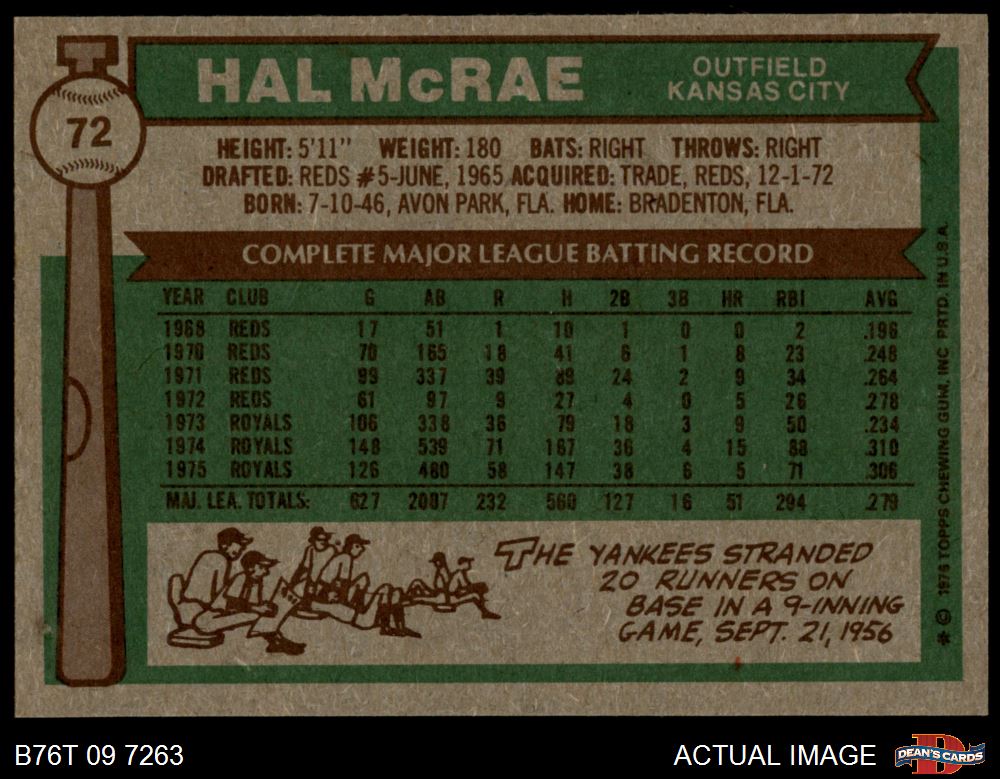 72
HAL McRAE
OUTFIELD
KANSAS CITY
HEIGHT: 5'11" WEIGHT: 180 BATS: RIGHT THROWS: RIGHT
DRAFTED: REDS #5-JUNE, 1965 ACQUIRED: TRADE, REDS, 12-1-72
BORN: 7-10-46, AVON PARK, FLA. HOME: BRADENTON, FLA.
COMPLETE MAJOR LEAGUE BATTING RECORD
YEAR CLUB G AB R H 2B 3B HR RBI AVG
1968 REDS 17 51 1 10 1 0 0 2 .196
1970 REDS 70 165 18 41 6 1 8 23 .248
1971 REDS 99 337 39 89 24 2 9 34 .264
1972 REDS 61 97 9 27 4 0 5 26 .278
1973 ROYALS 106 338 36 79 18 3 9 50 .234
1974 ROYALS 148 539 71 167 36 4 15 88 .310
1975 ROYALS 126 480 58 147 38 6 5 71 .306
MAJ. LEA. TOTALS: 627 2007 232 560 127 16 51 294 .279
THE YANKEES STRANDED
20 RUNNERS ON
BASE IN A 9-INNING
GAME, SEPT. 21, 1956
* © 1976 TOPPS CHEWING GUM, INC PRTD. IN U.S.A.
B76T 09 7263 ACTUAL IMAGE
DEAN'S CARDS